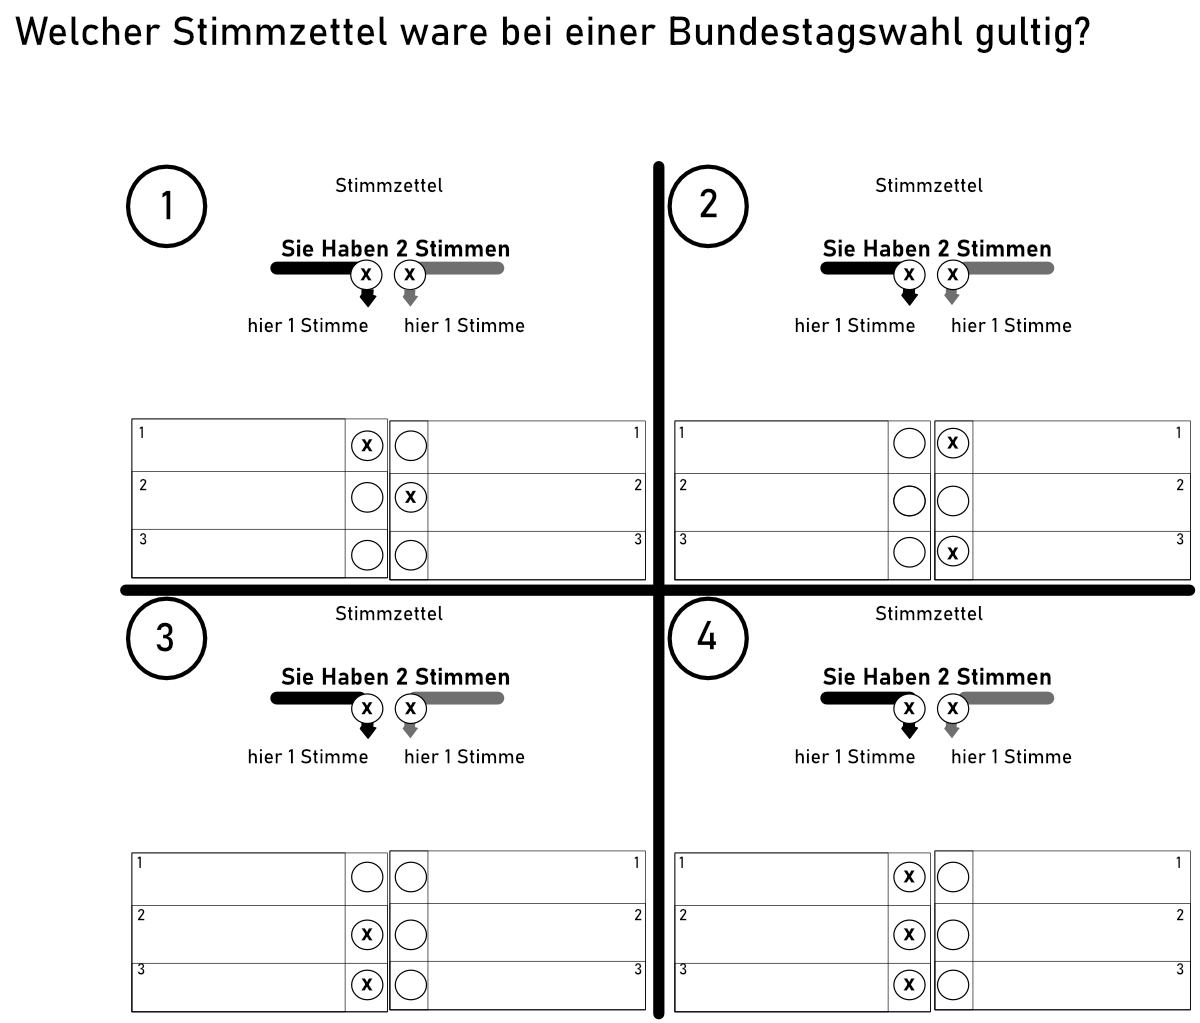 Welcher Stimmzettel ware bei einer Bundestagswahl gultig?
1
Stimmzettel
Sie Haben 2 Stimmen
X X
hier 1 Stimme hier 1 Stimme
1 X 1
2 X 2
3 3
2
Stimmzettel
Sie Haben 2 Stimmen
X X
hier 1 Stimme hier 1 Stimme
1 X 1
2 2
3 X 3
3
Stimmzettel
Sie Haben 2 Stimmen
X X
hier 1 Stimme hier 1 Stimme
1 1
2 X 2
3 X 3
4
Stimmzettel
Sie Haben 2 Stimmen
X X
hier 1 Stimme hier 1 Stimme
1 X 1
2 X 2
3 X 3